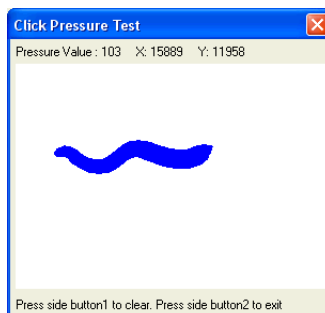 Click Pressure Test
Pressure Value : 103 X: 15889 Y: 11958
Press side button1 to clear. Press side button2 to exit